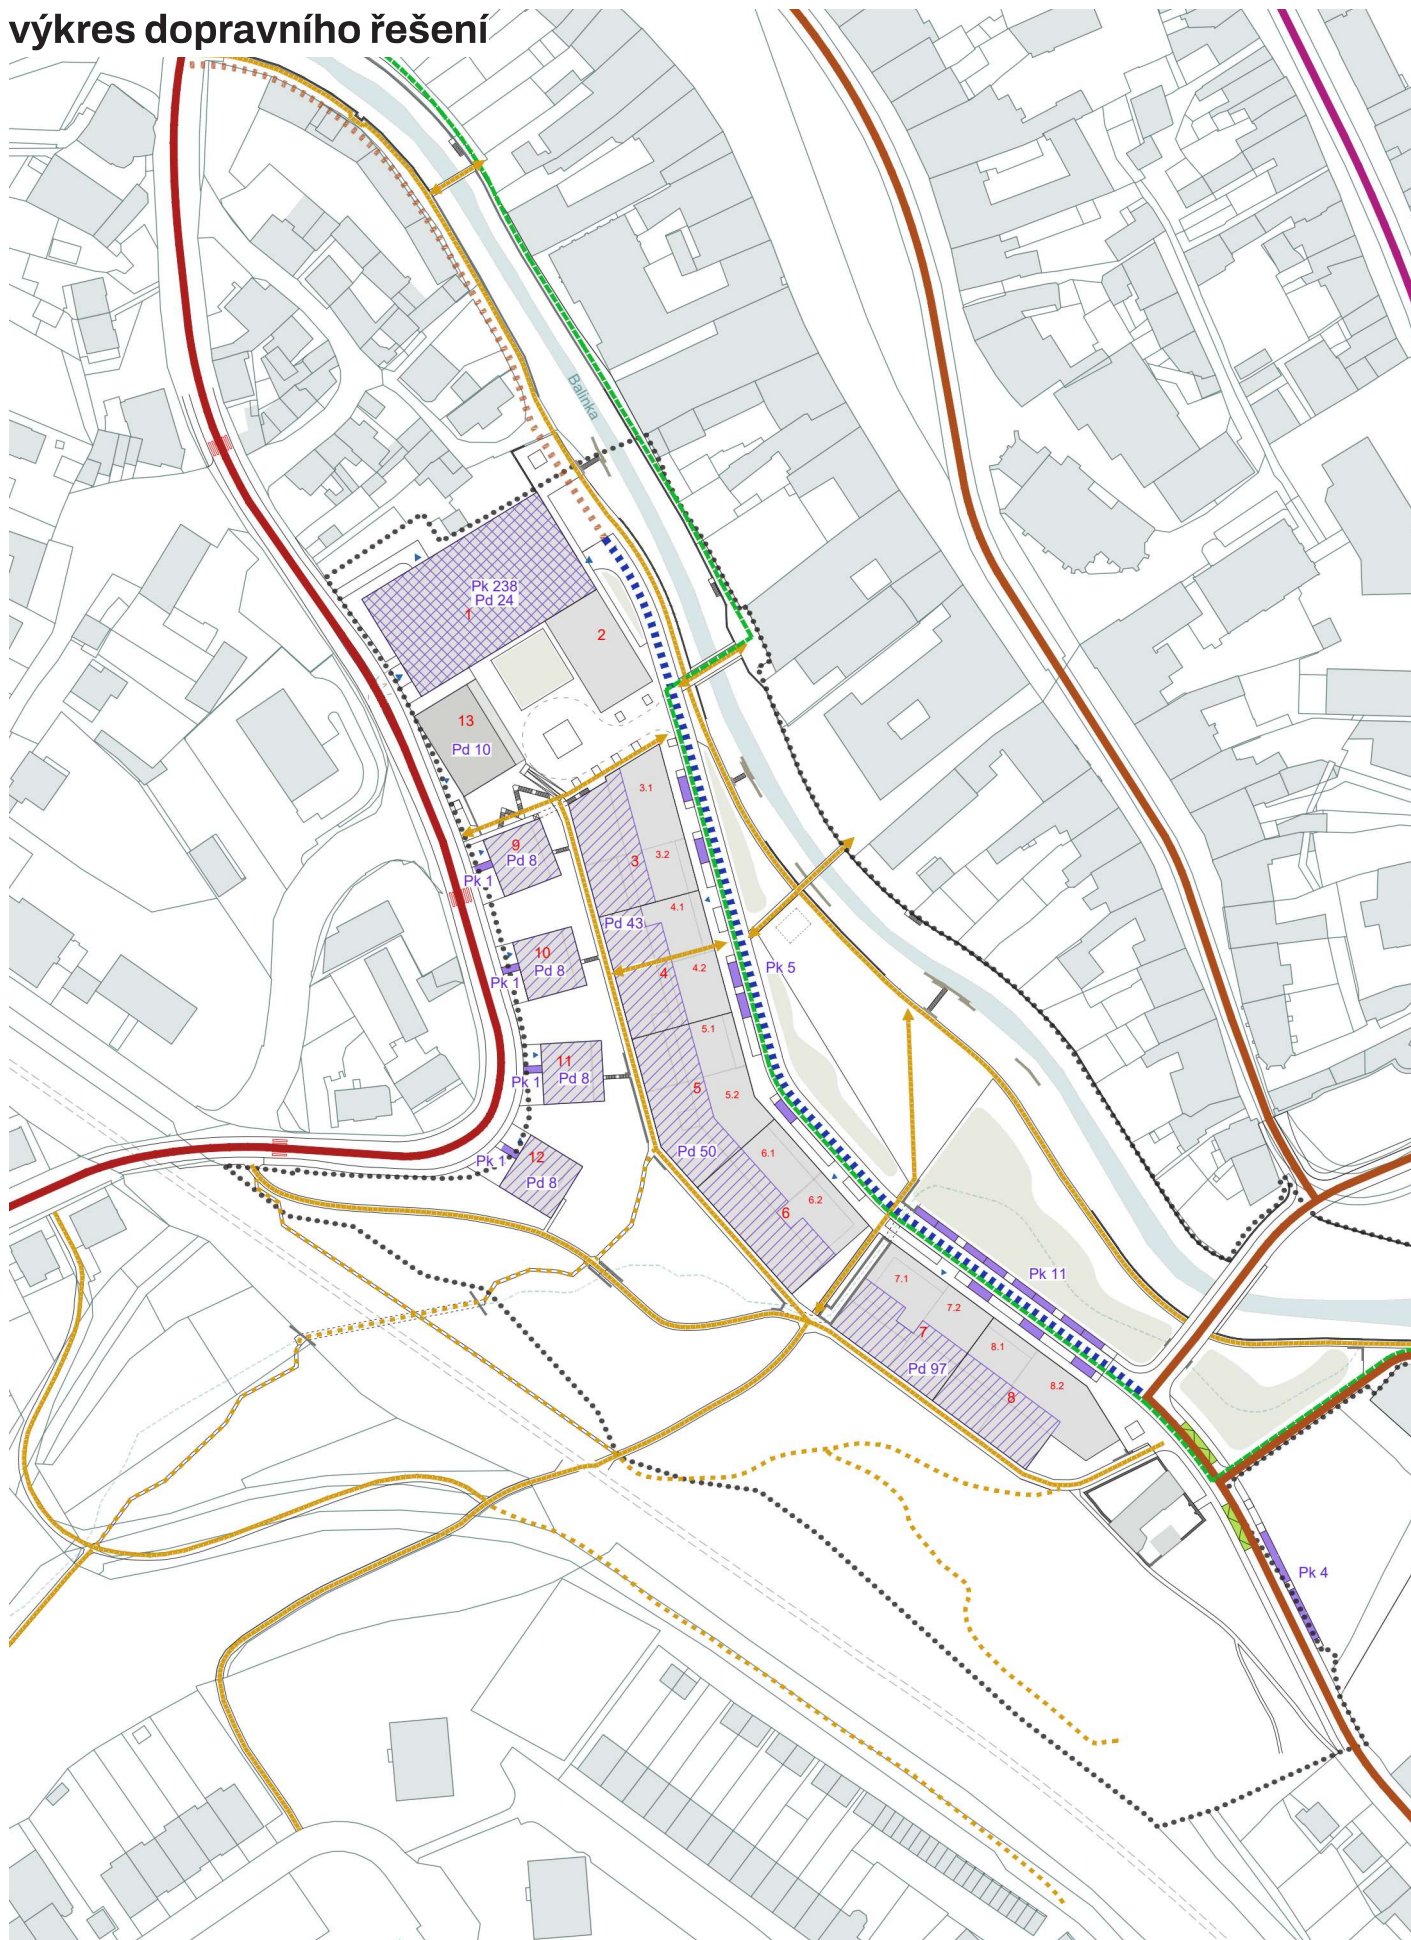 výkres dopravního řešení
Balinka
Pk 238
Pd 24
1
2
13
Pd 10
3.1
3.2
3
9
Pd 8
Pk 1
4.1
Pd 43
4.2
4
10
Pd 8
Pk 1
Pk 5
5.1
5
5.2
11
Pd 8
Pk 1
Pd 50
6.1
6.2
6
12
Pk 1
Pd 8
7.1
7.2
7
Pk 11
8.1
8.2
8
Pd 97
Pk 4